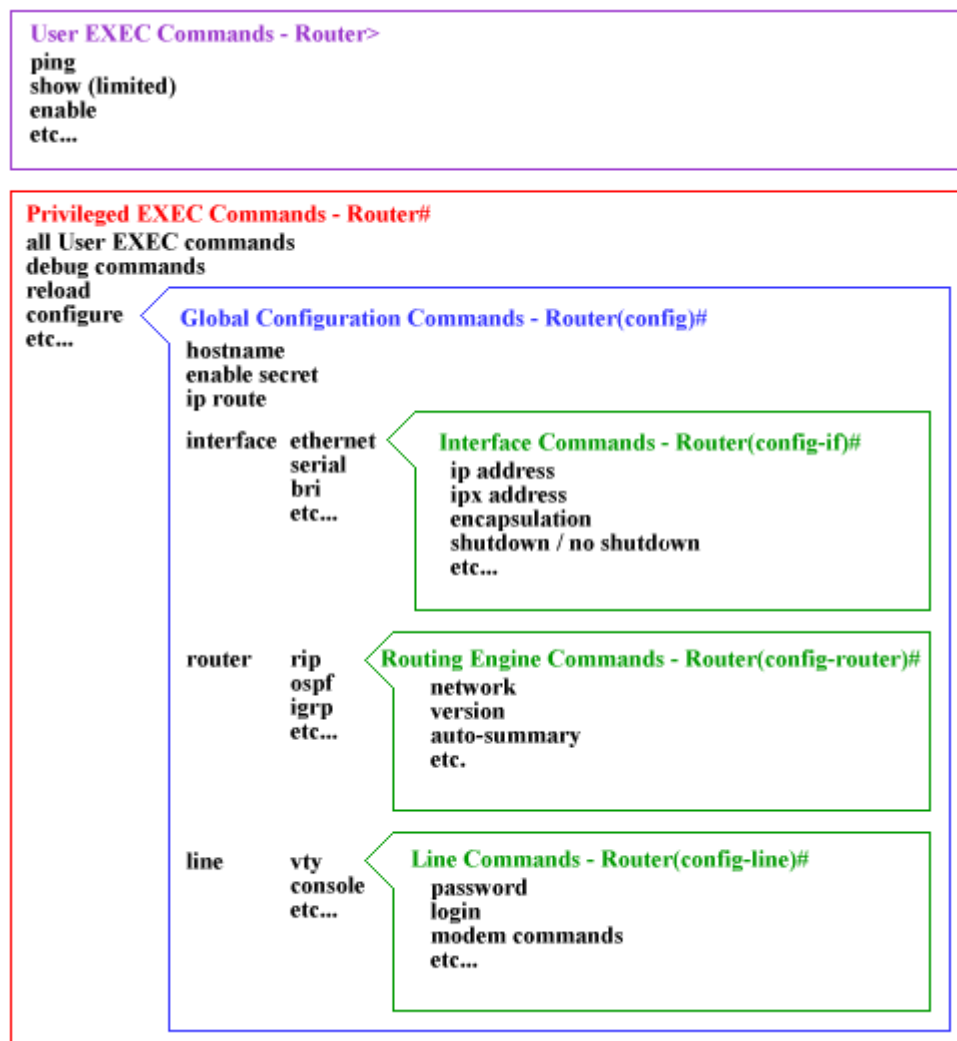 User EXEC Commands - Router>
ping
show (limited)
enable
etc...
Privileged EXEC Commands - Router#
all User EXEC commands
debug commands
reload
configure
etc...
Global Configuration Commands - Router(config)#
hostname
enable secret
ip route
interface ethernet
serial
bri
etc...
Interface Commands - Router(config-if)#
ip address
ipx address
encapsulation
shutdown / no shutdown
etc...
router rip
ospf
igrp
etc...
Routing Engine Commands - Router(config-router)#
network
version
auto-summary
etc.
line vty
console
etc...
Line Commands - Router(config-line)#
password
login
modem commands
etc...